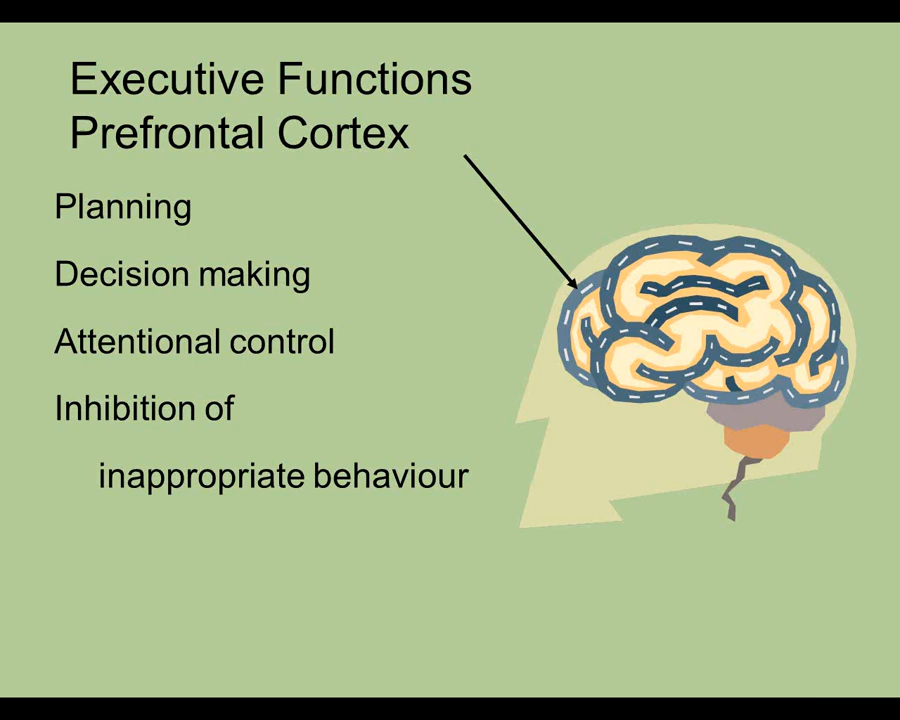 Executive Functions
Prefrontal Cortex
Planning
Decision making
Attentional control
Inhibition of
inappropriate behaviour